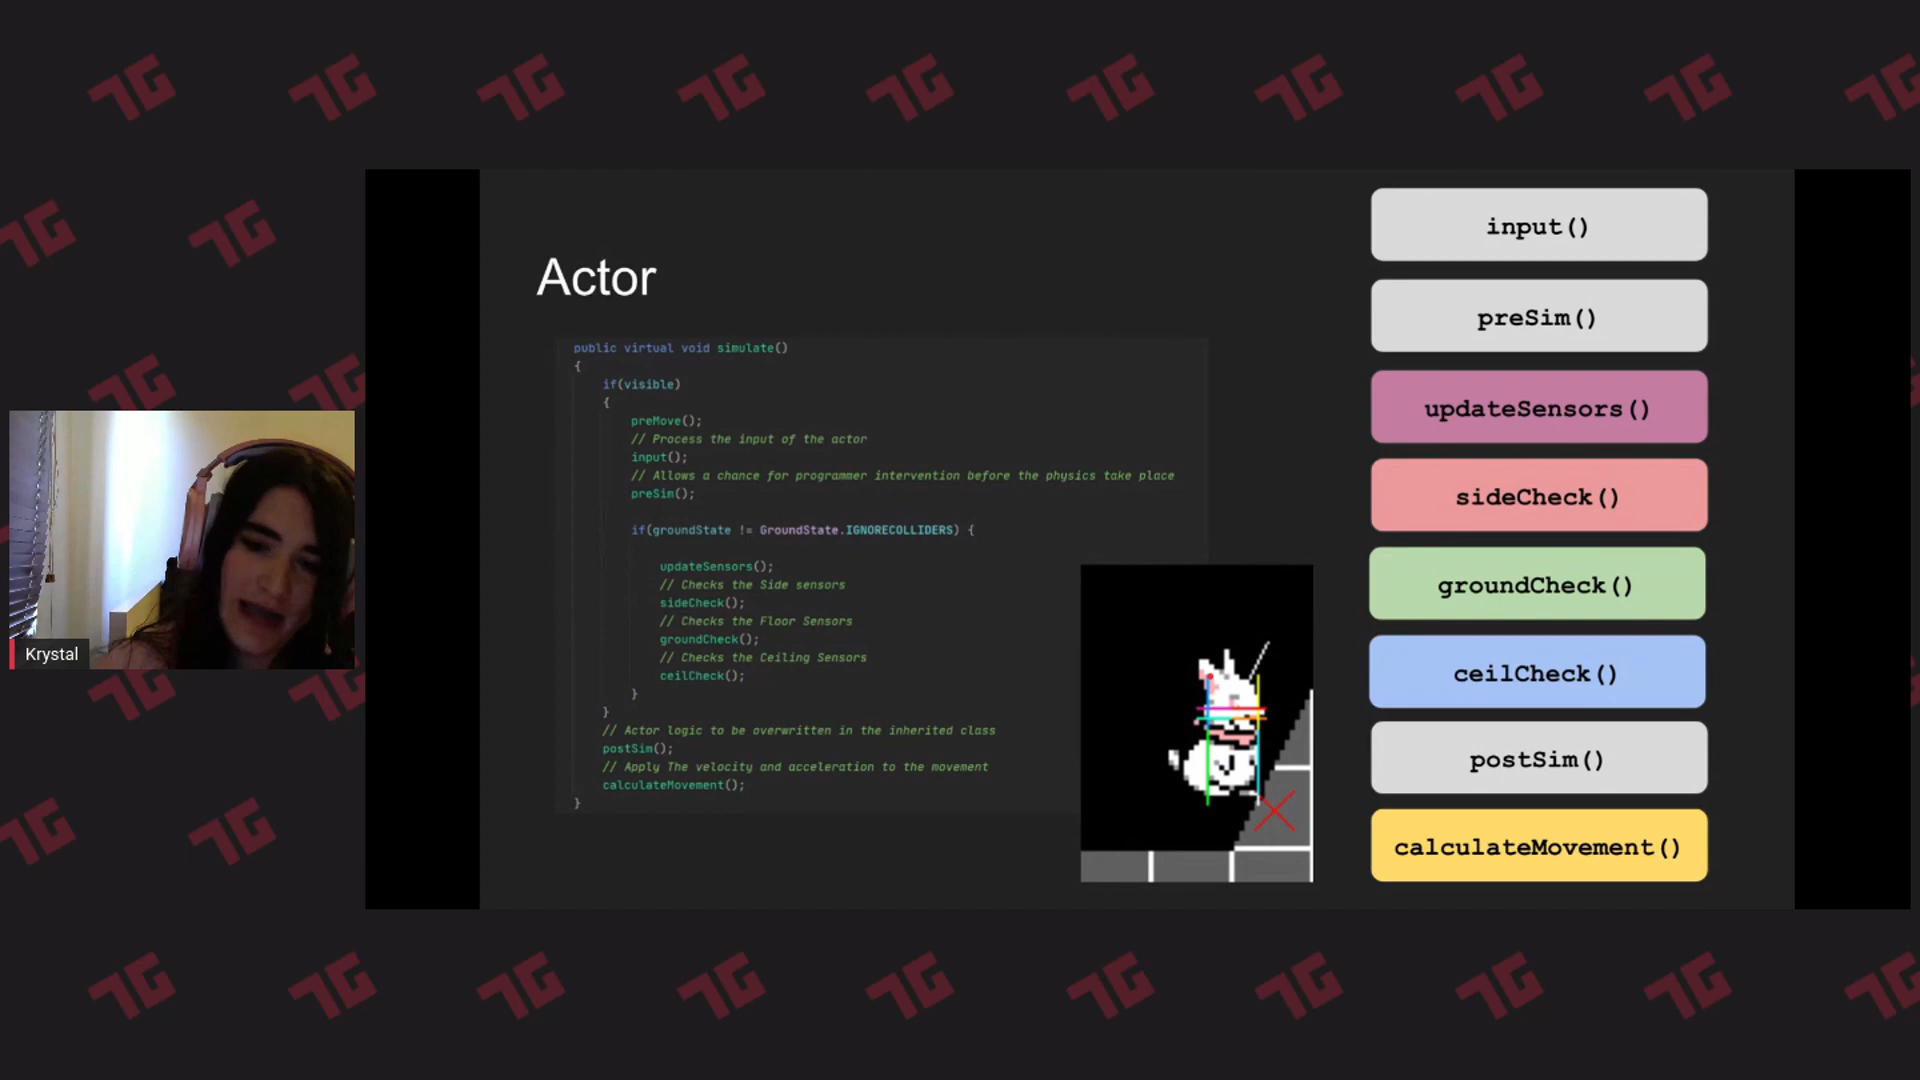 Actor
public virtual void simulate()
{
if(visible)
{
preMove();
// Process the input of the actor
input();
// Allows a chance for programmer intervention before the physics take place
preSim();
if(groundState != GroundState.IGNORECOLLIDERS) {
updateSensors();
// Checks the Side sensors
sideCheck();
// Checks the Floor Sensors
groundCheck();
// Checks the Ceiling Sensors
ceilCheck();
}
}
// Actor logic to be overwritten in the inherited class
postSim();
// Apply The velocity and acceleration to the movement
calculateMovement();
}
input()
preSim()
updateSensors()
sideCheck()
groundCheck()
ceilCheck()
postSim()
calculateMovement()
Krystal